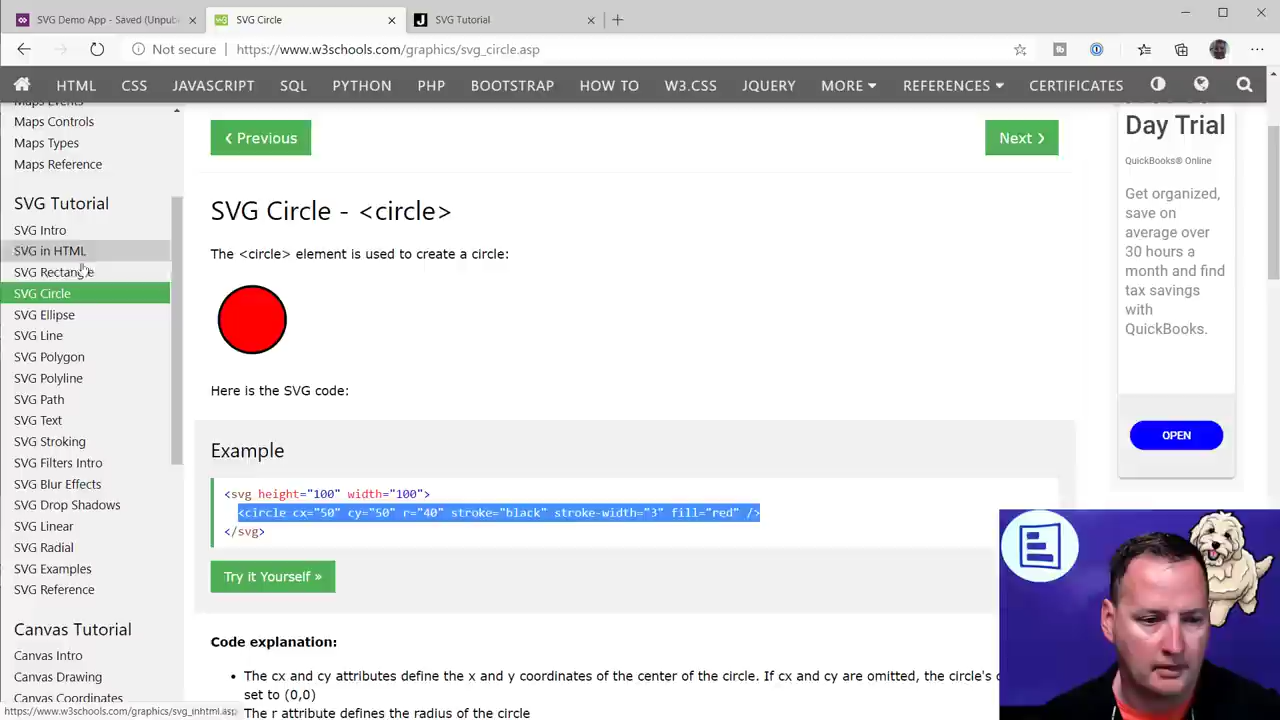 SVG Demo App - Saved (Unpub
SVG Circle
SVG Tutorial
Not secure
https://www.w3schools.com/graphics/svg_circle.asp
HTML
CSS
JAVASCRIPT
SQL
PYTHON
PHP
BOOTSTRAP
HOW TO
W3.CSS
JQUERY
MORE
REFERENCES
CERTIFICATES
Maps Events
Maps Controls
Maps Types
Maps Reference
SVG Tutorial
SVG Intro
SVG in HTML
SVG Rectangle
SVG Circle
SVG Ellipse
SVG Line
SVG Polygon
SVG Polyline
SVG Path
SVG Text
SVG Stroking
SVG Filters Intro
SVG Blur Effects
SVG Drop Shadows
SVG Linear
SVG Radial
SVG Examples
SVG Reference
Canvas Tutorial
Canvas Intro
Canvas Drawing
Canvas Coordinates
https://www.w3schools.com/graphics/svg_inhtml.asp
❮ Previous
Next ❯
SVG Circle - <circle>
The <circle> element is used to create a circle:
Here is the SVG code:
Example
<svg height="100" width="100">
<circle cx="50" cy="50" r="40" stroke="black" stroke-width="3" fill="red" />
</svg>
Try it Yourself »
Code explanation:
• The cx and cy attributes define the x and y coordinates of the center of the circle. If cx and cy are omitted, the circle's c
set to (0,0)
• The r attribute defines the radius of the circle
Day Trial
QuickBooks® Online
Get organized,
save on
average over
30 hours a
month and find
tax savings
with
QuickBooks.
OPEN